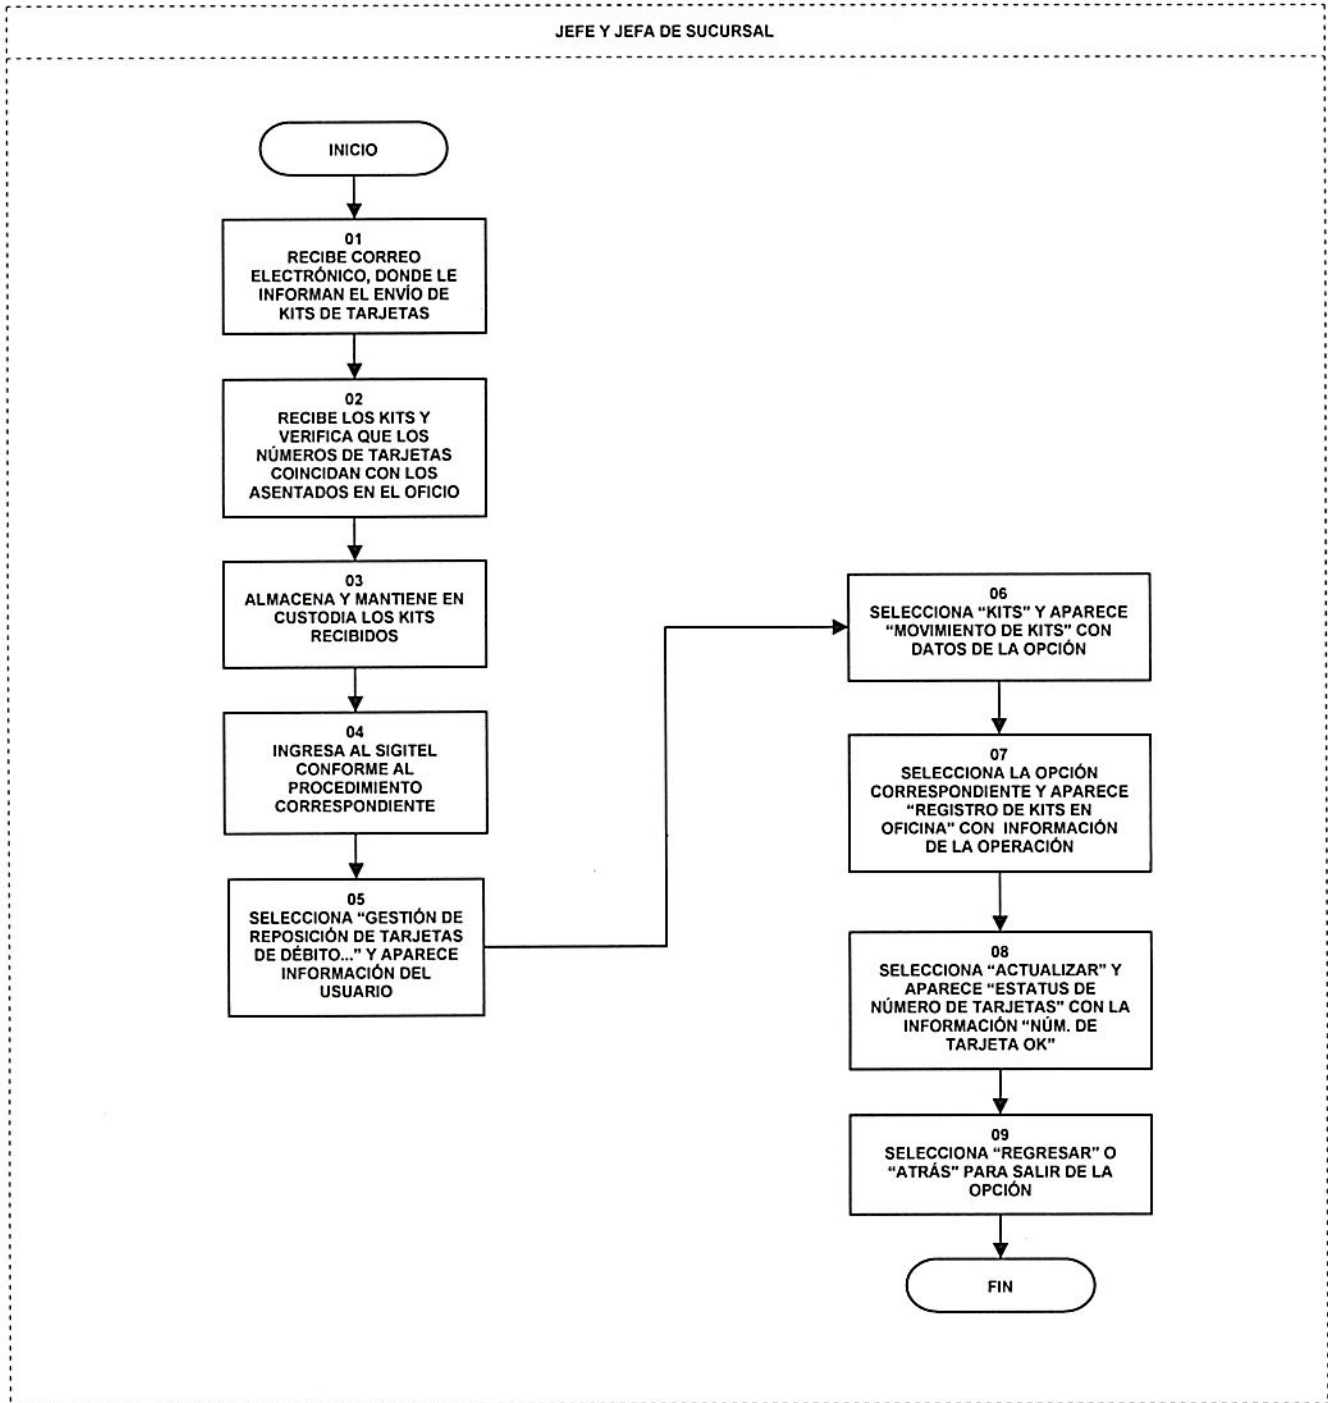 JEFE Y JEFA DE SUCURSAL
INICIO
01
RECIBE CORREO
ELECTRÓNICO, DONDE LE
INFORMAN EL ENVÍO DE
KITS DE TARJETAS
02
RECIBE LOS KITS Y
VERIFICA QUE LOS
NÚMEROS DE TARJETAS
COINCIDAN CON LOS
ASENTADOS EN EL OFICIO
03
ALMACENA Y MANTIENE EN
CUSTODIA LOS KITS
RECIBIDOS
04
INGRESA AL SIGITEL
CONFORME AL
PROCEDIMIENTO
CORRESPONDIENTE
05
SELECCIONA “GESTIÓN DE
REPOSICIÓN DE TARJETAS
DE DÉBITO...” Y APARECE
INFORMACIÓN DEL
USUARIO
06
SELECCIONA “KITS” Y APARECE
“MOVIMIENTO DE KITS” CON
DATOS DE LA OPCIÓN
07
SELECCIONA LA OPCIÓN
CORRESPONDIENTE Y APARECE
“REGISTRO DE KITS EN
OFICINA” CON INFORMACIÓN
DE LA OPERACIÓN
08
SELECCIONA “ACTUALIZAR” Y
APARECE “ESTATUS DE
NÚMERO DE TARJETAS” CON LA
INFORMACIÓN “NÚM. DE
TARJETA OK”
09
SELECCIONA “REGRESAR” O
“ATRÁS” PARA SALIR DE LA
OPCIÓN
FIN